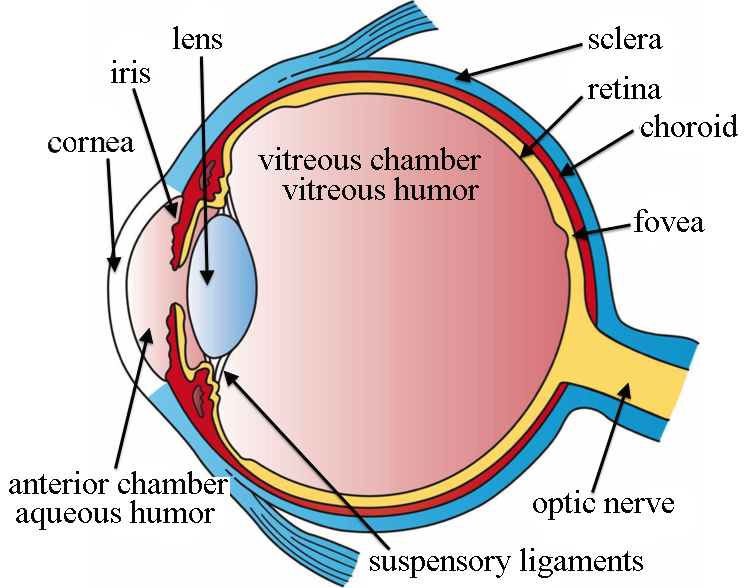 lens
iris
cornea
sclera
retina
choroid
vitreous chamber
vitreous humor
fovea
anterior chamber
aqueous humor
optic nerve
suspensory ligaments